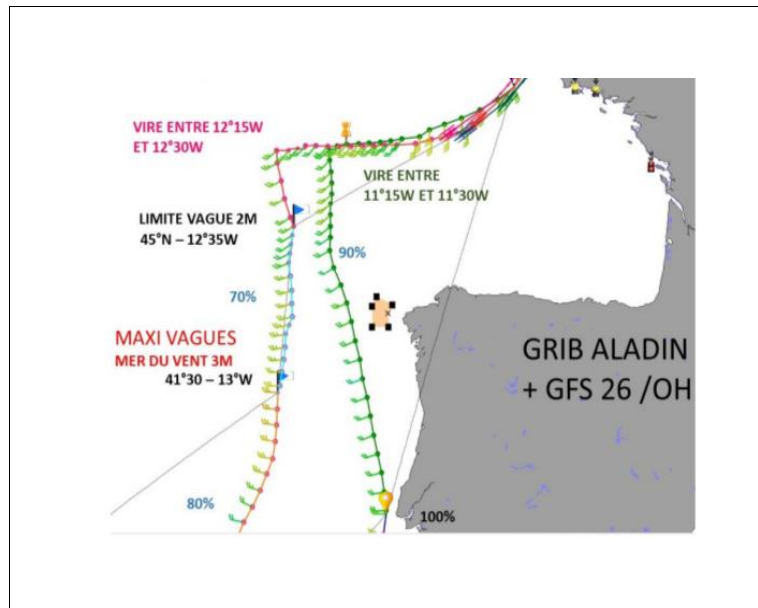 VIRE ENTRE 12°15W
ET 12°30W
VIRE ENTRE
11°15W ET 11°30W
LIMITE VAGUE 2M
45°N – 12°35W
90%
70%
MAXI VAGUES
MER DU VENT 3M
41°30 – 13°W
GRIB ALADIN
+ GFS 26 /OH
80%
100%